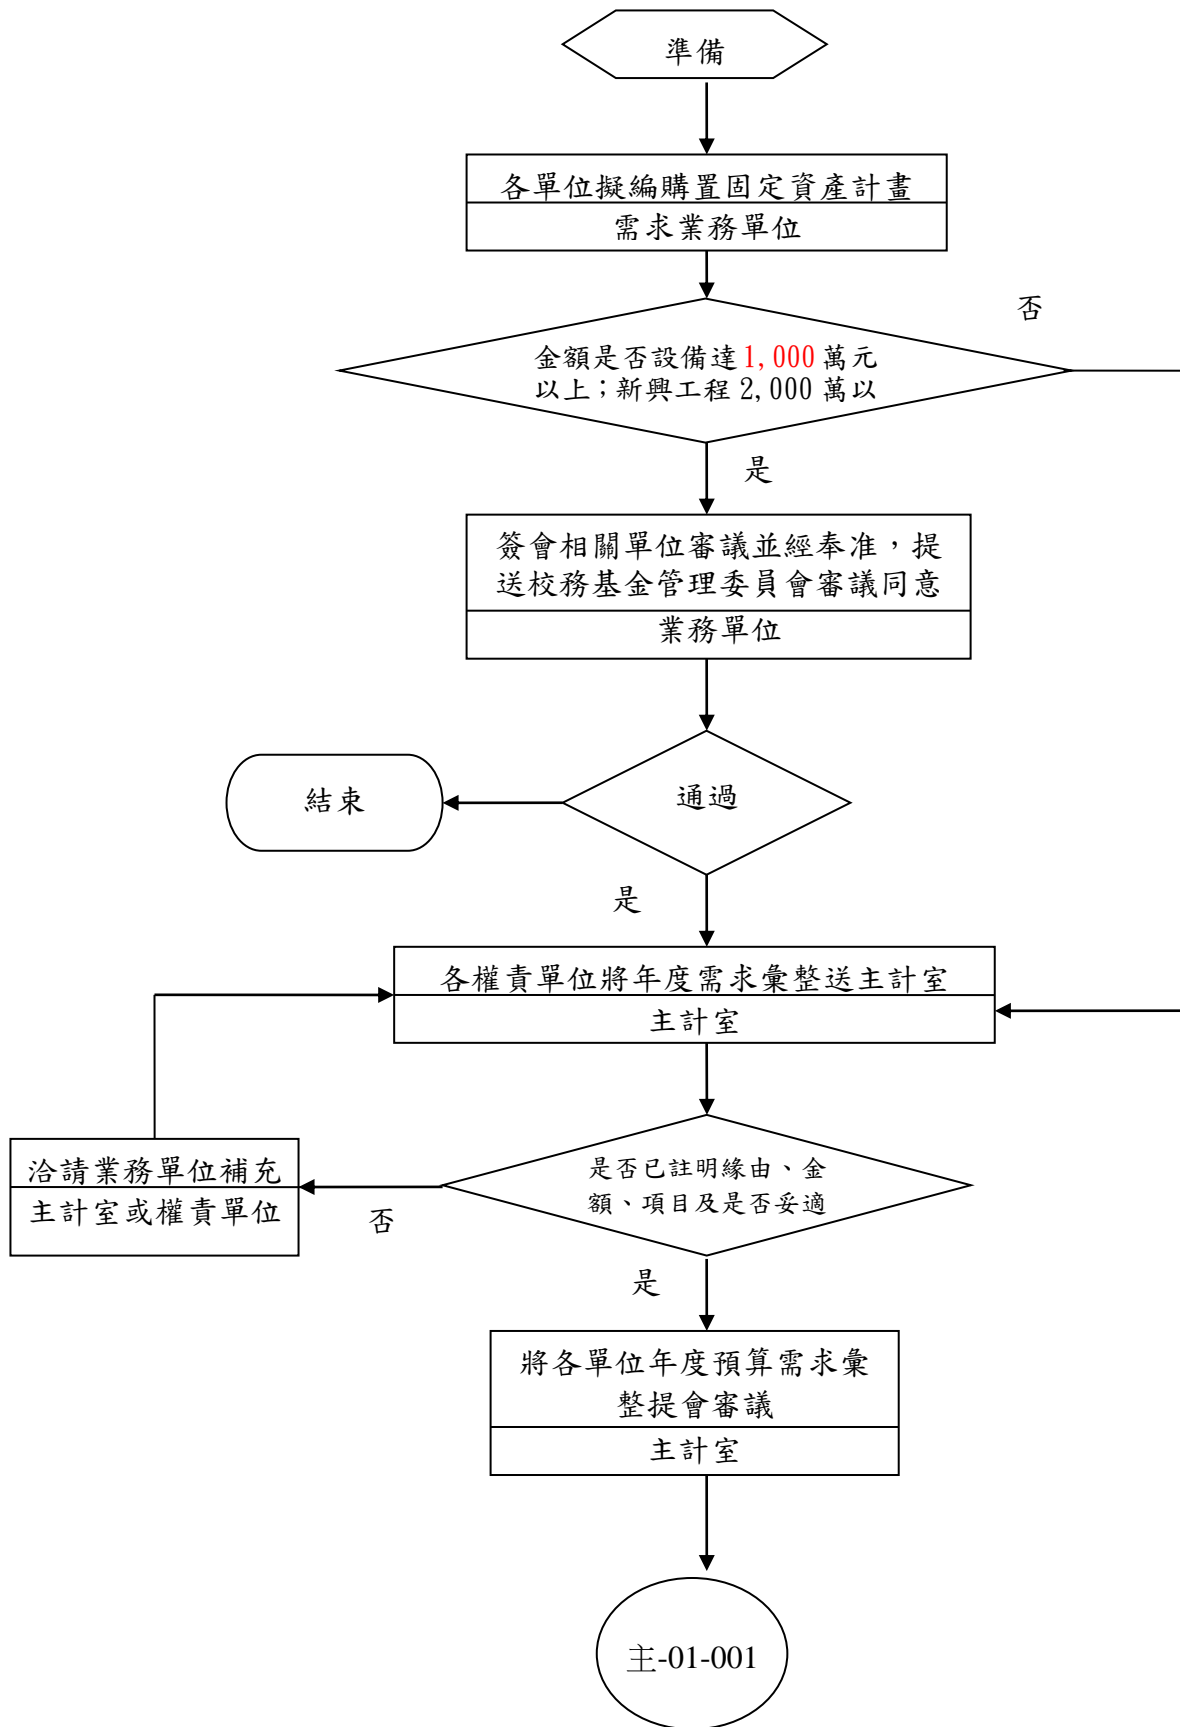 準備
各單位擬編購置固定資產計畫
需求業務單位
否
金額是否設備達1,000萬元
以上；新興工程2,000萬以
是
簽會相關單位審議並經奉准，提
送校務基金管理委員會審議同意
業務單位
結束
通過
是
各權責單位將年度需求彙整送主計室
主計室
洽請業務單位補充
主計室或權責單位
否
是否已註明緣由、金
額、項目及是否妥適
是
將各單位年度預算需求彙
整提會審議
主計室
主-01-001